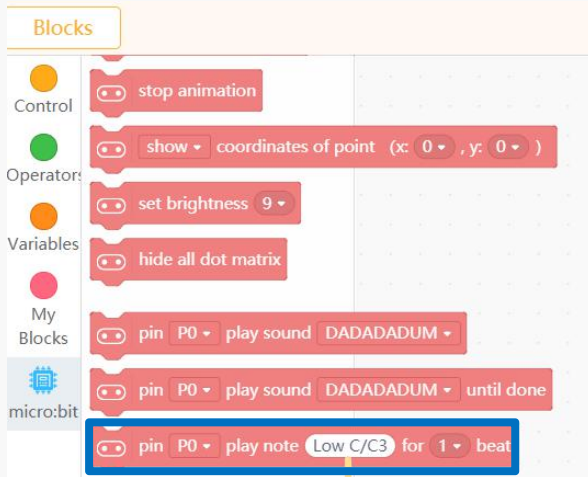 Blocks
Control
Operators
Variables
My
Blocks
micro:bit
stop animation
show coordinates of point (x: 0 , y: 0 )
set brightness 9
hide all dot matrix
pin P0 play sound DADADADUM
pin P0 play sound DADADADUM until done
pin P0 play note Low C/C3 for 1 beat